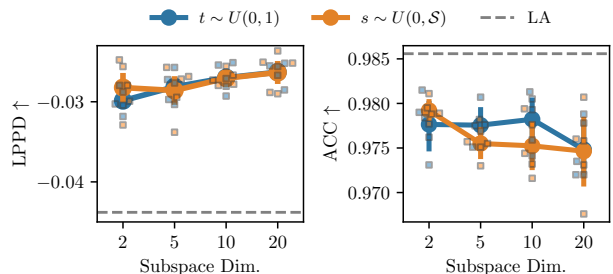 t ~ U(0, 1) s ~ U(0, 𝒮) LA
LPPD ↑
−0.03
−0.04
2 5 10 20
Subspace Dim.
ACC ↑
0.985
0.980
0.975
0.970
2 5 10 20
Subspace Dim.